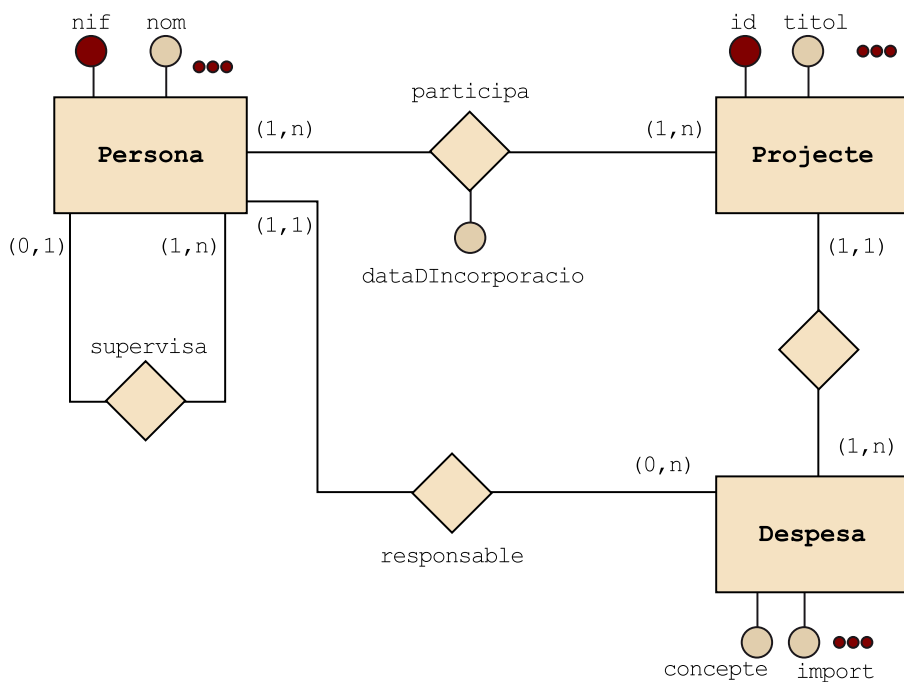 nif
nom
id
titol
participa
(1,n)
(1,n)
Persona
Projecte
(1,1)
(0,1)
(1,n)
(1,1)
dataDIncorporacio
supervisa
(1,n)
(0,n)
Despesa
responsable
concepte
import